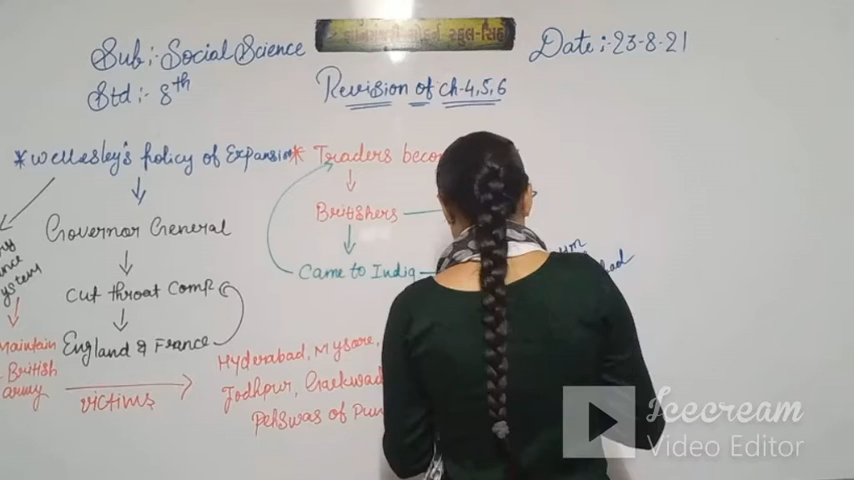 Sub:- Social Science
Std:- 8th
Date:-23-8-21
Revision of ch-4,5,6
*Wellesley's policy of Expansion
Governor General
cut throat Comp
England & France
Maintain
British
army
victims
Hyderabad, Mysore,
Jodhpur, Gaekwad
Peshwas of Pun
* Traders beco
Britishers
Came to India
Icecream
Video Editor